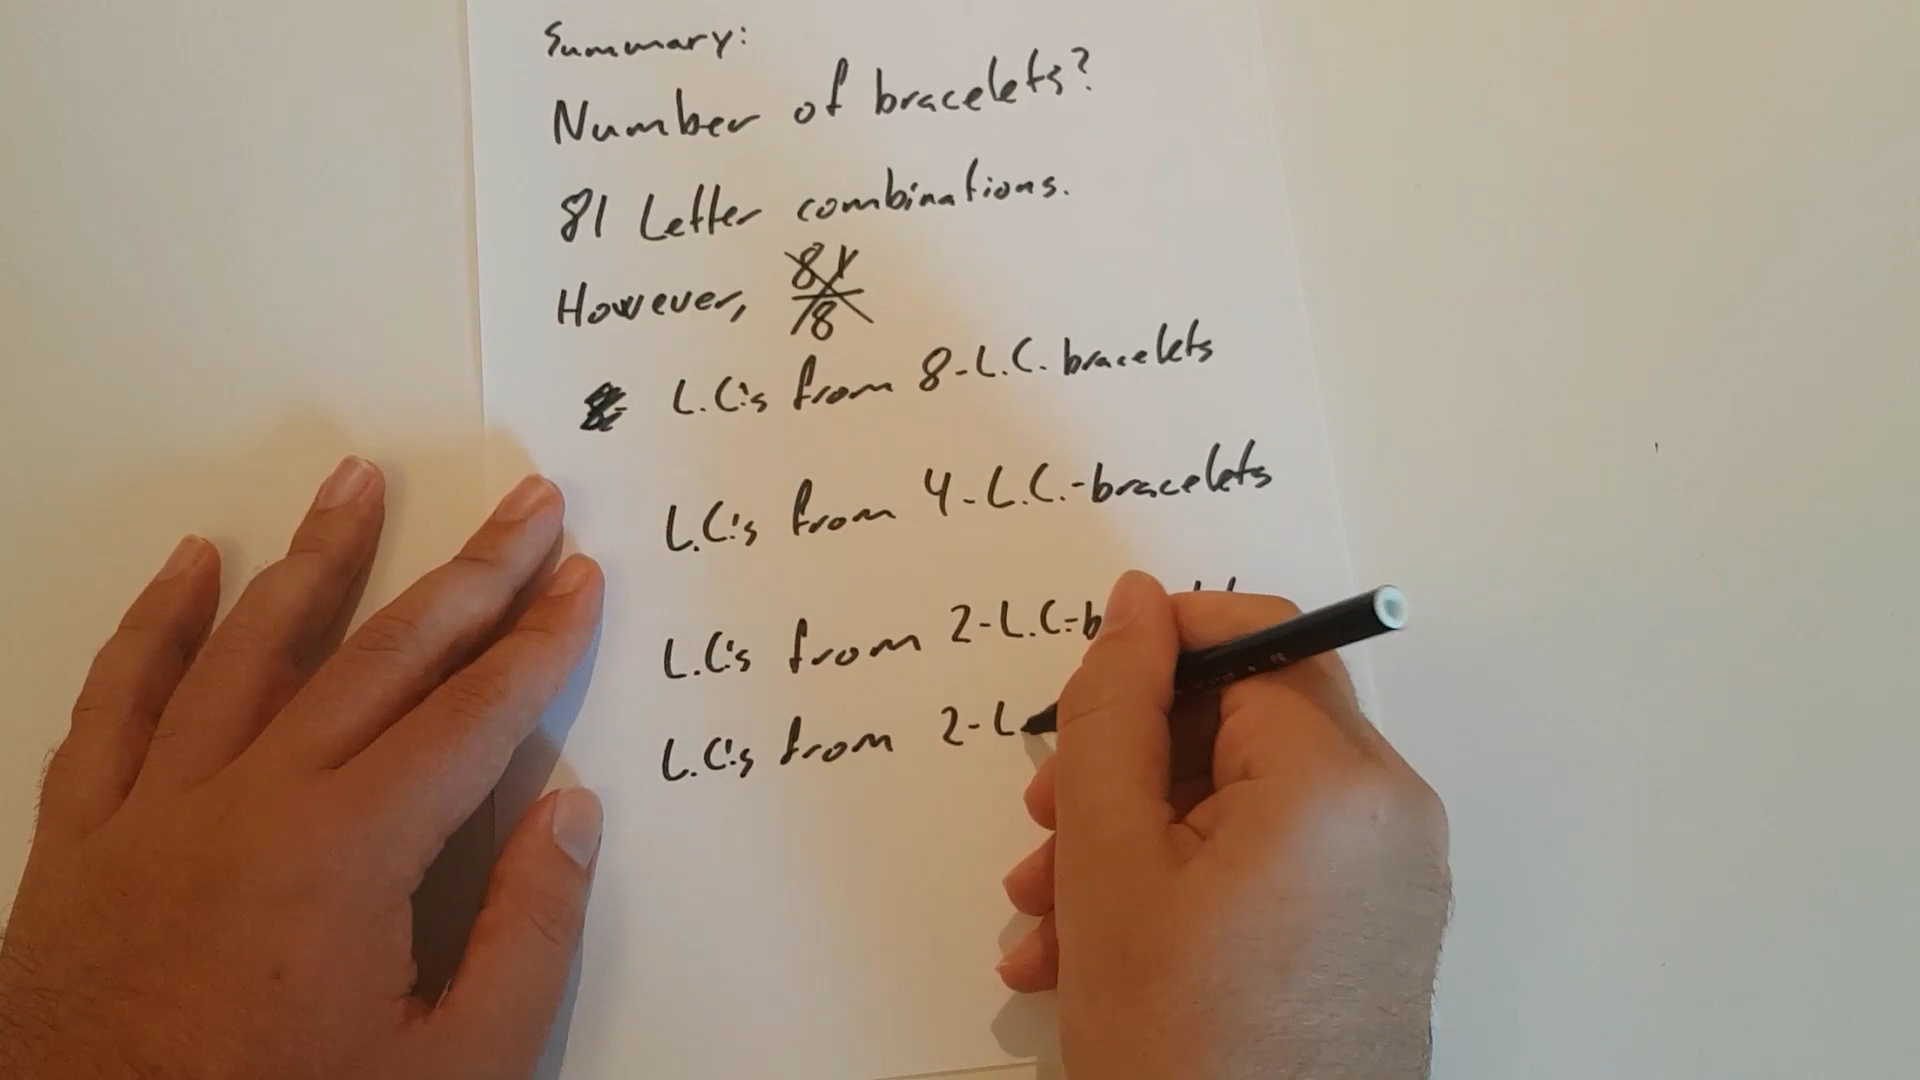 Summary:
Number of bracelets?
81 Letter combinations.
However, 81/8
L.C.'s from 8-L.C. bracelets
L.C.'s from 4-L.C.-bracelets
L.C.'s from 2-L.C-b
L.C.'s from 2-L